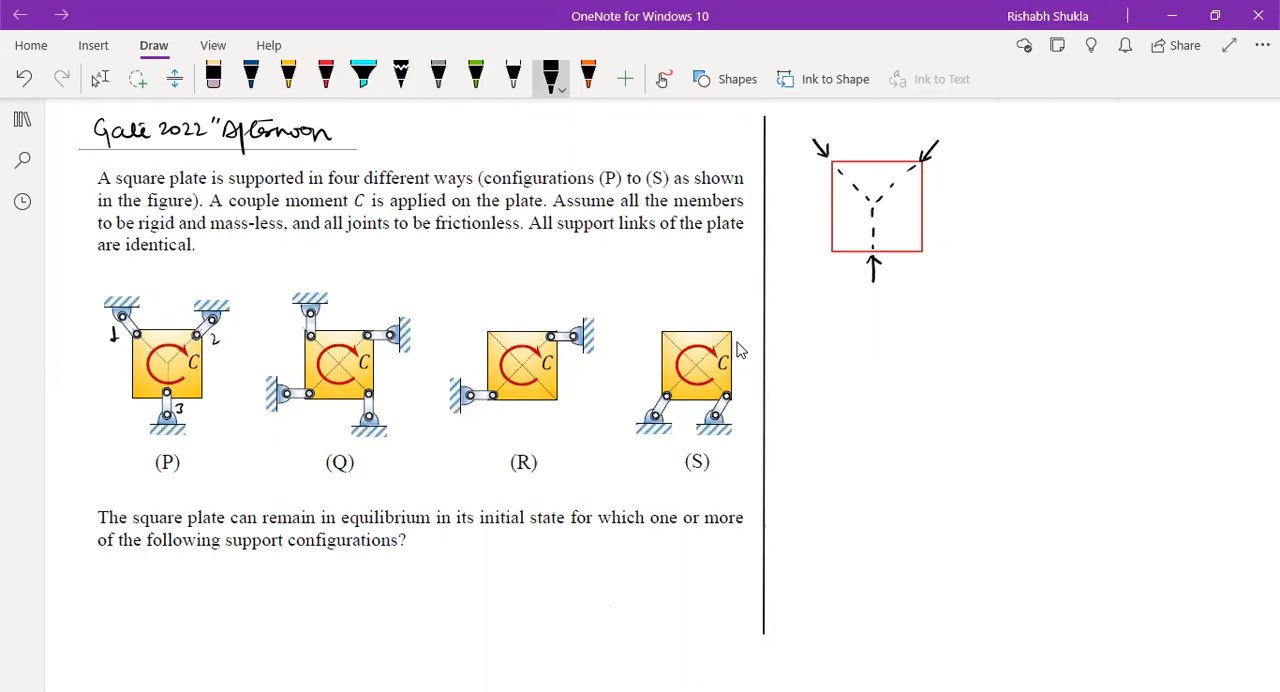 OneNote for Windows 10
Rishabh Shukla
Home Insert Draw View Help
Share
Shapes Ink to Shape Ink to Text
Gate 2022 "Afternoon
A square plate is supported in four different ways (configurations (P) to (S) as shown
in the figure). A couple moment C is applied on the plate. Assume all the members
to be rigid and mass-less, and all joints to be frictionless. All support links of the plate
are identical.
1 2 C 3
C
C
C
(P) (Q) (R) (S)
The square plate can remain in equilibrium in its initial state for which one or more
of the following support configurations?